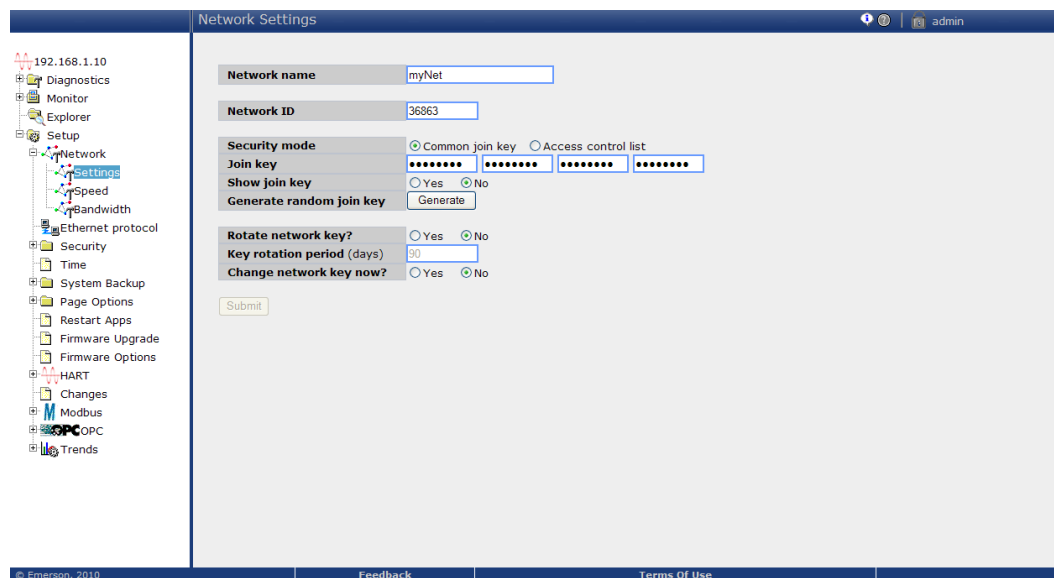 Network Settings
admin
192.168.1.10
Diagnostics
Monitor
Explorer
Setup
Network
Settings
Speed
Bandwidth
Ethernet protocol
Security
Time
System Backup
Page Options
Restart Apps
Firmware Upgrade
Firmware Options
HART
Changes
Modbus
OPC OPC
Trends
Network name myNet
Network ID 36863
Security mode Common join key Access control list
Join key •••••••• •••••••• •••••••• ••••••••
Show join key Yes No
Generate random join key Generate
Rotate network key? Yes No
Key rotation period (days) 90
Change network key now? Yes No
Submit
© Emerson, 2010 Feedback Terms Of Use